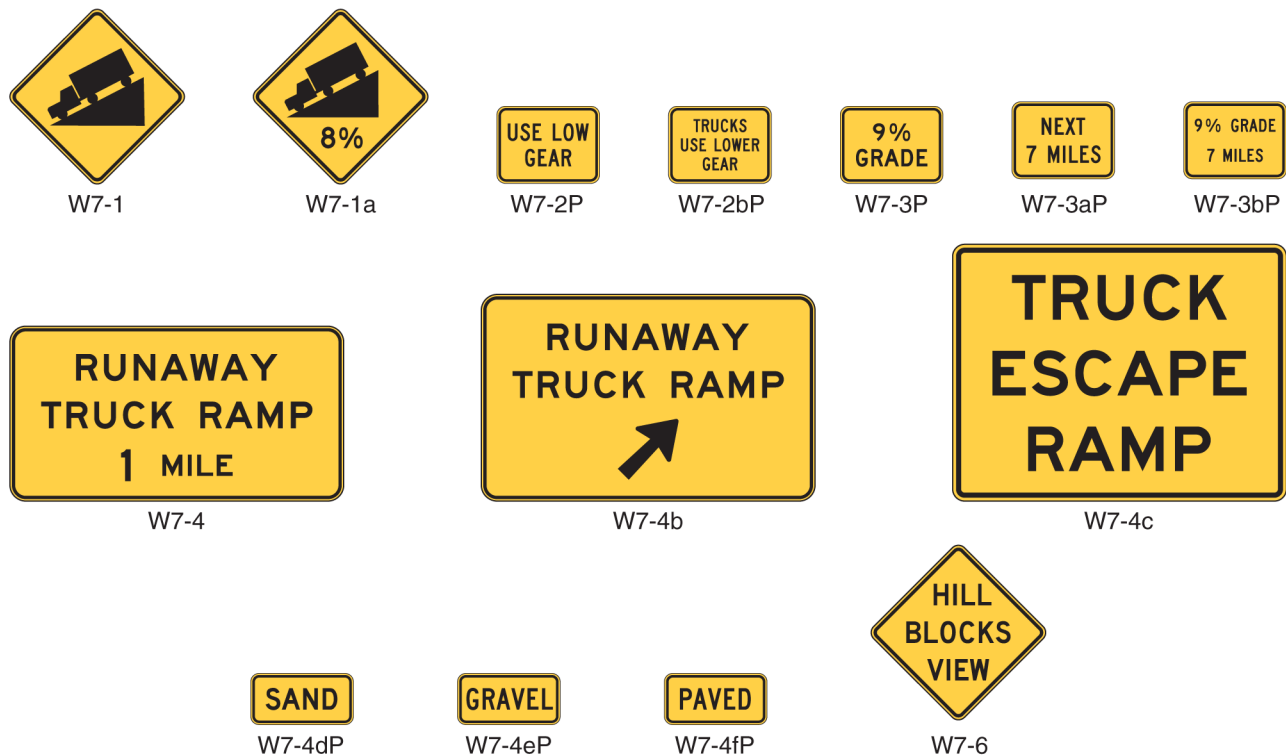 8%
W7-1
W7-1a
USE LOW
GEAR
W7-2P
TRUCKS
USE LOWER
GEAR
W7-2bP
9%
GRADE
W7-3P
NEXT
7 MILES
W7-3aP
9% GRADE
7 MILES
W7-3bP
RUNAWAY
TRUCK RAMP
1 MILE
W7-4
RUNAWAY
TRUCK RAMP
W7-4b
TRUCK
ESCAPE
RAMP
W7-4c
SAND
W7-4dP
GRAVEL
W7-4eP
PAVED
W7-4fP
HILL
BLOCKS
VIEW
W7-6